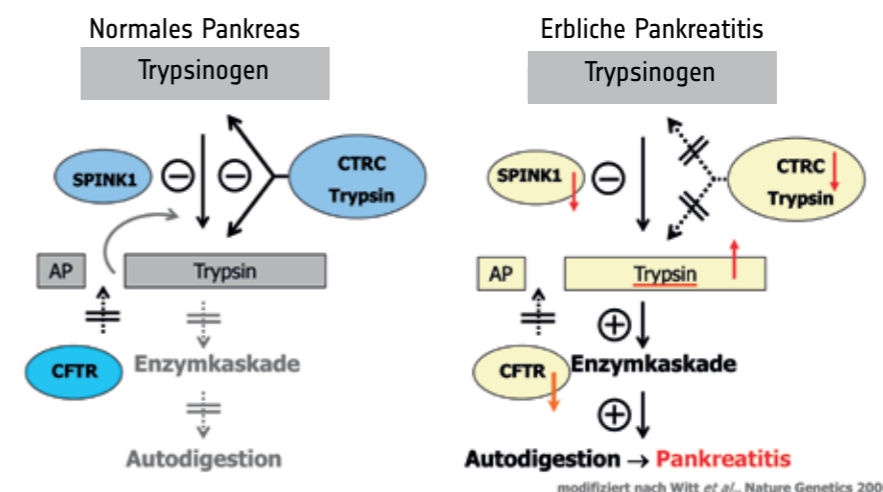 Normales Pankreas
Trypsinogen
SPINK1
CTRC
Trypsin
AP
Trypsin
CFTR
Enzymkaskade
Autodigestion
Erbliche Pankreatitis
Trypsinogen
SPINK1
CTRC
Trypsin
AP
Trypsin
CFTR
Enzymkaskade
Autodigestion → Pankreatitis
modifiziert nach Witt et al., Nature Genetics